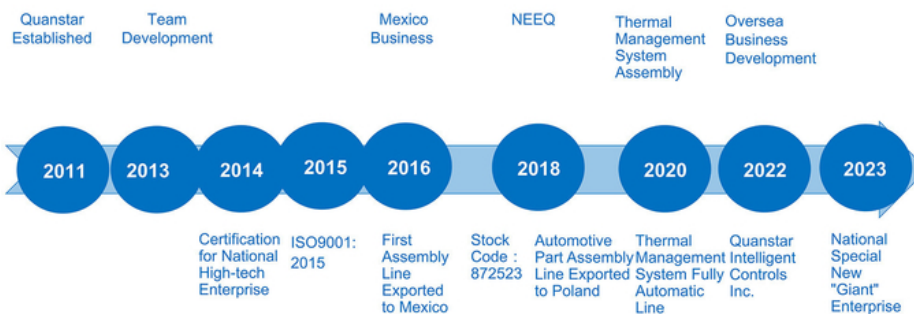 Quanstar
Established
Team
Development
Mexico
Business
NEEQ
Thermal
Management
System
Assembly
Oversea
Business
Development
2011
2013
2014
2015
2016
2018
2020
2022
2023
Certification
for National
High-tech
Enterprise
ISO9001:
2015
First
Assembly
Line
Exported
to Mexico
Stock
Code :
872523
Automotive
Part Assembly
Line Exported
to Poland
Thermal
Management
System Fully
Automatic
Line
Quanstar
Intelligent
Controls
Inc.
National
Special
New
"Giant"
Enterprise